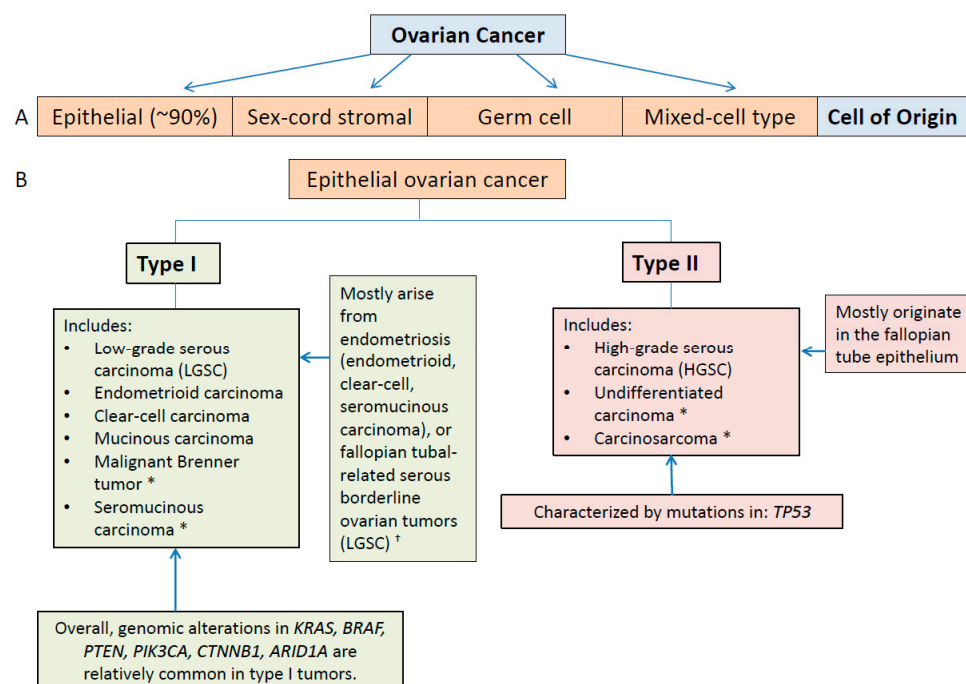 Ovarian Cancer
A
Epithelial (~90%)
Sex-cord stromal
Germ cell
Mixed-cell type
Cell of Origin
B
Epithelial ovarian cancer
Type I
Includes:
• Low-grade serous
carcinoma (LGSC)
• Endometrioid carcinoma
• Clear-cell carcinoma
• Mucinous carcinoma
• Malignant Brenner
tumor *
• Seromucinous
carcinoma *
Mostly arise
from
endometriosis
(endometrioid,
clear-cell,
seromucinous
carcinoma), or
fallopian tubal-
related serous
borderline
ovarian tumors
(LGSC) †
Overall, genomic alterations in KRAS, BRAF,
PTEN, PIK3CA, CTNNB1, ARID1A are
relatively common in type I tumors.
Type II
Includes:
• High-grade serous
carcinoma (HGSC)
• Undifferentiated
carcinoma *
• Carcinosarcoma *
Mostly originate
in the fallopian
tube epithelium
Characterized by mutations in: TP53